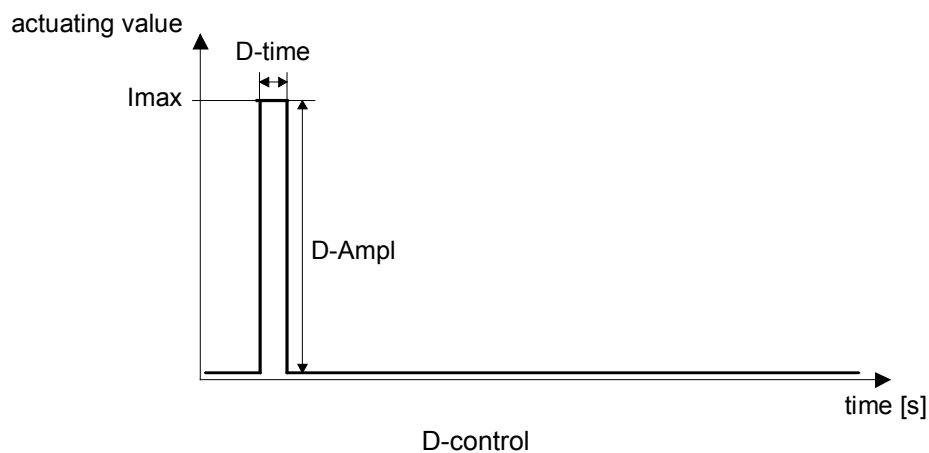 actuating value
D-time
Imax
D-Ampl
time [s]
D-control